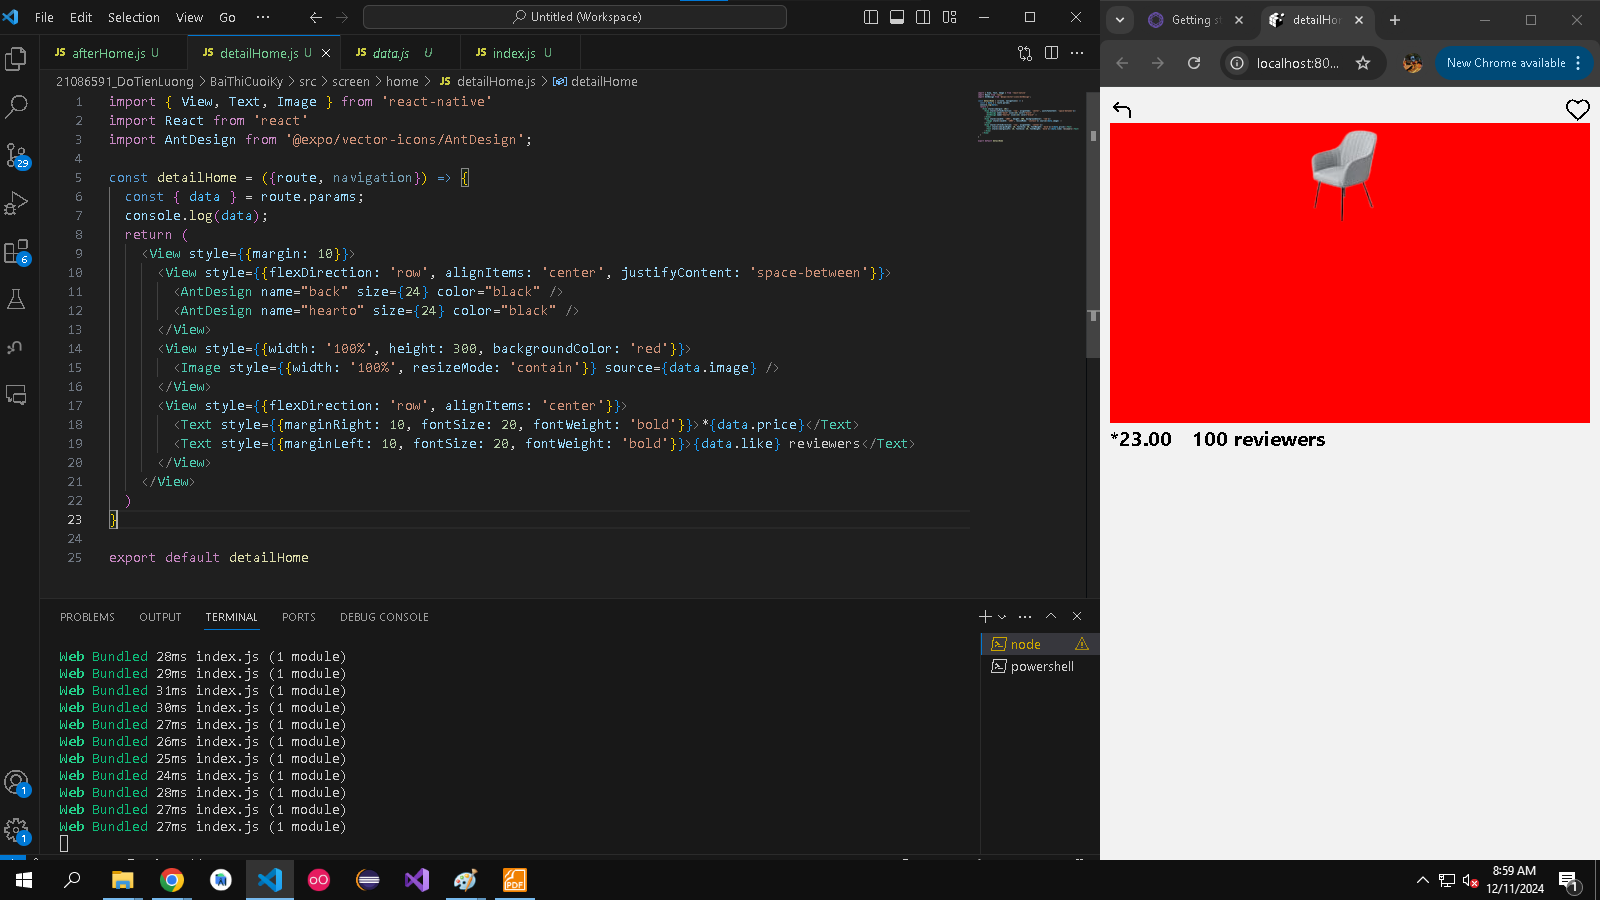 File Edit Selection View Go ··· Untitled (Workspace)
JS afterHome.js U JS detailHome.js U JS data.js U JS index.js U
21086591_DoTienLuong > BaiThiCuoiKy > src > screen > home > JS detailHome.js > detailHome
1 import { View, Text, Image } from 'react-native'
2 import React from 'react'
3 import AntDesign from '@expo/vector-icons/AntDesign';
4
5 const detailHome = ({route, navigation}) => {
6 const { data } = route.params;
7 console.log(data);
8 return (
9 <View style={{margin: 10}}>
10 <View style={{flexDirection: 'row', alignItems: 'center', justifyContent: 'space-between'}}>
11 <AntDesign name="back" size={24} color="black" />
12 <AntDesign name="hearto" size={24} color="black" />
13 </View>
14 <View style={{width: '100%', height: 300, backgroundColor: 'red'}}>
15 <Image style={{width: '100%', resizeMode: 'contain'}} source={data.image} />
16 </View>
17 <View style={{flexDirection: 'row', alignItems: 'center'}}>
18 <Text style={{marginRight: 10, fontSize: 20, fontWeight: 'bold'}}>*{data.price}</Text>
19 <Text style={{marginLeft: 10, fontSize: 20, fontWeight: 'bold'}}>{data.like} reviewers</Text>
20 </View>
21 </View>
22 )
23 }
24
25 export default detailHome
29
6
1
1
PROBLEMS OUTPUT TERMINAL PORTS DEBUG CONSOLE
Web Bundled 28ms index.js (1 module)
Web Bundled 29ms index.js (1 module)
Web Bundled 31ms index.js (1 module)
Web Bundled 30ms index.js (1 module)
Web Bundled 27ms index.js (1 module)
Web Bundled 26ms index.js (1 module)
Web Bundled 25ms index.js (1 module)
Web Bundled 24ms index.js (1 module)
Web Bundled 28ms index.js (1 module)
Web Bundled 27ms index.js (1 module)
Web Bundled 27ms index.js (1 module)
node
powershell
Getting st detailHom
localhost:80... New Chrome available
*23.00 100 reviewers
PDF
8:59 AM
12/11/2024
1